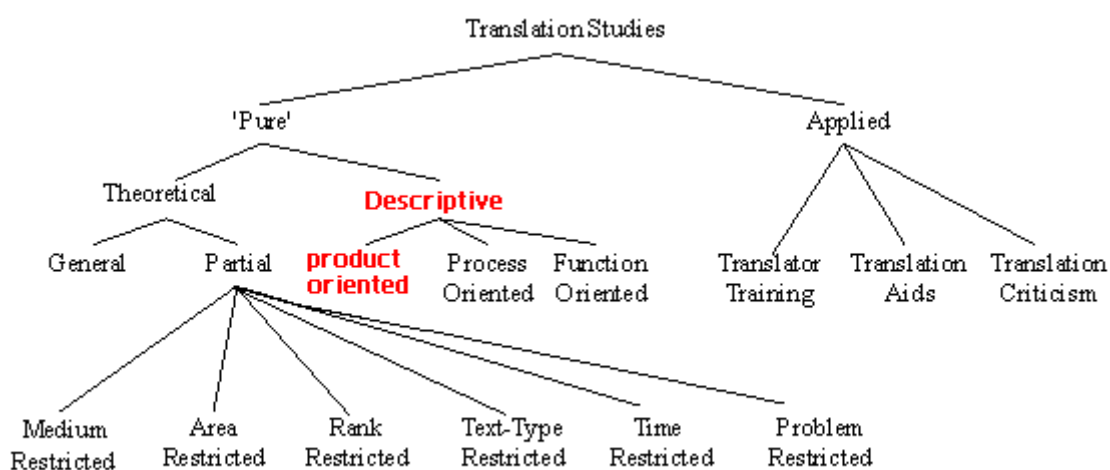 Translation Studies
'Pure'
Applied
Theoretical
Descriptive
General
Partial
product
oriented
Process
Oriented
Function
Oriented
Translator
Training
Translation
Aids
Translation
Criticism
Medium
Restricted
Area
Restricted
Rank
Restricted
Text-Type
Restricted
Time
Restricted
Problem
Restricted